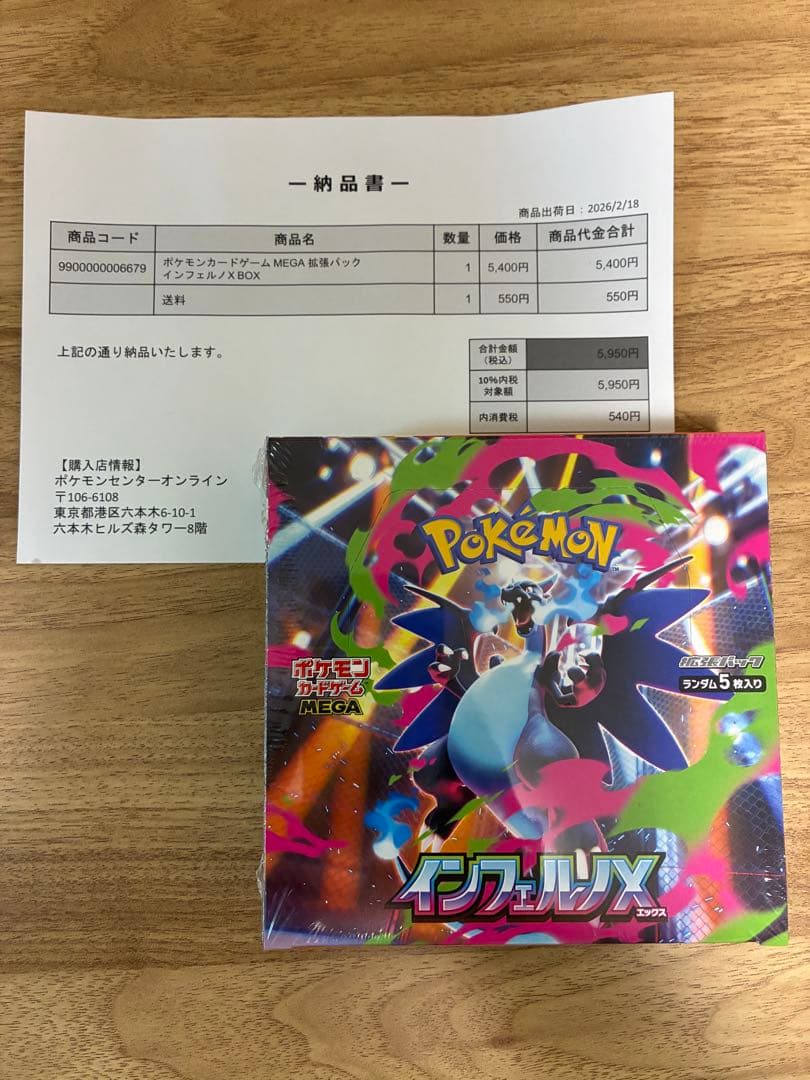 ー納品書ー
商品出荷日：2026/2/18
商品コード 商品名 数量 価格 商品代金合計
9900000006679 ポケモンカードゲーム MEGA 拡張パック
インフェルノX BOX 1 5,400円 5,400円
送料 1 550円 550円
上記の通り納品いたします。
合計金額
（税込） 5,950円
10%内税
対象額 5,950円
内消費税 540円
【購入店情報】
ポケモンセンターオンライン
〒106-6108
東京都港区六本木6-10-1
六本木ヒルズ森タワー8階
POKéMON
TM
ポケモン
カードゲーム
MEGA
拡張パック
ランダム5枚入り
インフェルノX
エックス